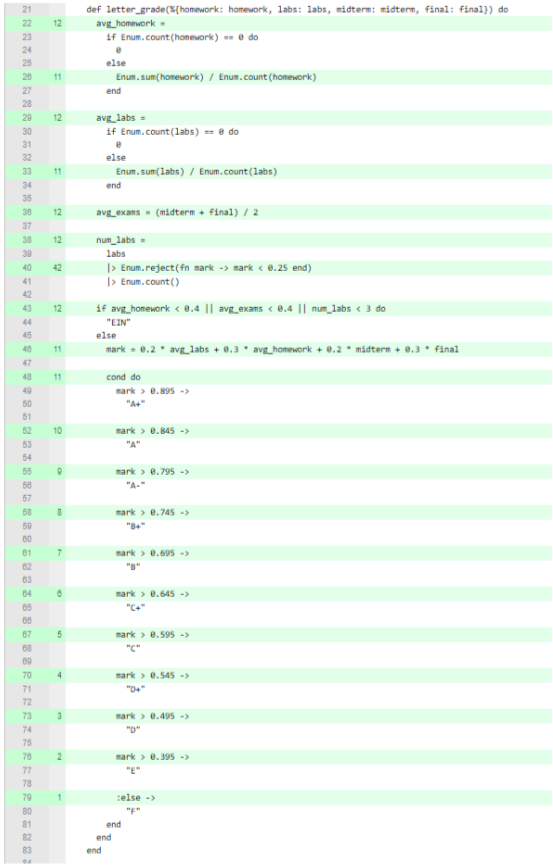 21 def letter_grade(%{homework: homework, labs: labs, midterm: midterm, final: final}) do
22 12 avg_homework =
23 if Enum.count(homework) == 0 do
24 0
25 else
26 11 Enum.sum(homework) / Enum.count(homework)
27 end
28
29 12 avg_labs =
30 if Enum.count(labs) == 0 do
31 0
32 else
33 11 Enum.sum(labs) / Enum.count(labs)
34 end
35
36 12 avg_exams = (midterm + final) / 2
37
38 12 num_labs =
39 labs
40 42 |> Enum.reject(fn mark -> mark < 0.25 end)
41 |> Enum.count()
42
43 12 if avg_homework < 0.4 || avg_exams < 0.4 || num_labs < 3 do
44 "EIN"
45 else
46 11 mark = 0.2 * avg_labs + 0.3 * avg_homework + 0.2 * midterm + 0.3 * final
47
48 11 cond do
49 mark > 0.895 ->
50 "A+"
51
52 10 mark > 0.845 ->
53 "A"
54
55 9 mark > 0.795 ->
56 "A-"
57
58 8 mark > 0.745 ->
59 "B+"
60
61 7 mark > 0.695 ->
62 "B"
63
64 6 mark > 0.645 ->
65 "C+"
66
67 5 mark > 0.595 ->
68 "C"
69
70 4 mark > 0.545 ->
71 "D+"
72
73 3 mark > 0.495 ->
74 "D"
75
76 2 mark > 0.395 ->
77 "E"
78
79 1 :else ->
80 "F"
81 end
82 end
83 end